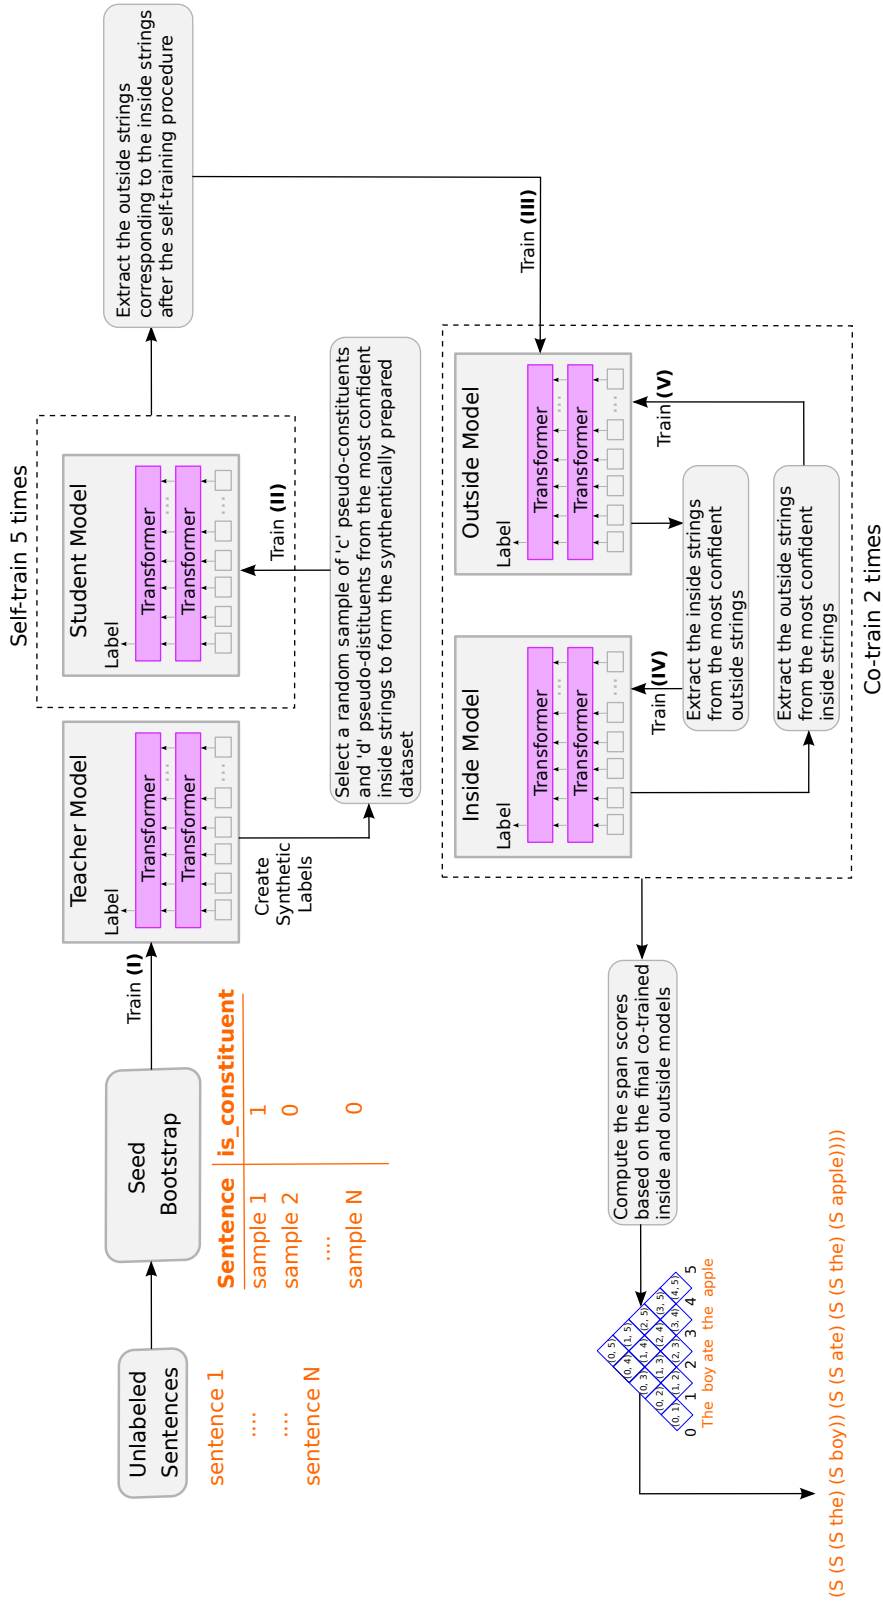 Unlabeled
Sentences
sentence 1
....
....
sentence N
Seed
Bootstrap
Sentence is_constituent
sample 1 1
sample 2 0
....
sample N 0
Train (I)
Teacher Model
Label
Transformer
....
Transformer
....
Create
Synthetic
Labels
Self-train 5 times
Student Model
Label
Transformer
....
Transformer
....
Train (II)
Select a random sample of 'c' pseudo-constituents
and 'd' pseudo-distituents from the most confident
inside strings to form the synthentically prepared
dataset
Extract the outside strings
corresponding to the inside strings
after the self-training procedure
Train (III)
Outside Model
Label
Transformer
....
Transformer
....
Inside Model
Label
Transformer
....
Transformer
....
Train (IV)
Train (V)
Extract the inside strings
from the most confident
outside strings
Extract the outside strings
from the most confident
inside strings
Co-train 2 times
Compute the span scores
based on the final co-trained
inside and outside models
(0, 5)
(0, 4) (1, 5)
(0, 3) (1, 4) (2, 5)
(0, 2) (1, 3) (2, 4) (3, 5)
(0, 1) (1, 2) (2, 3) (3, 4) (4, 5)
0 1 2 3 4 5
The boy ate the apple
(S (S (S the) (S boy)) (S (S ate) (S (S the) (S apple))))